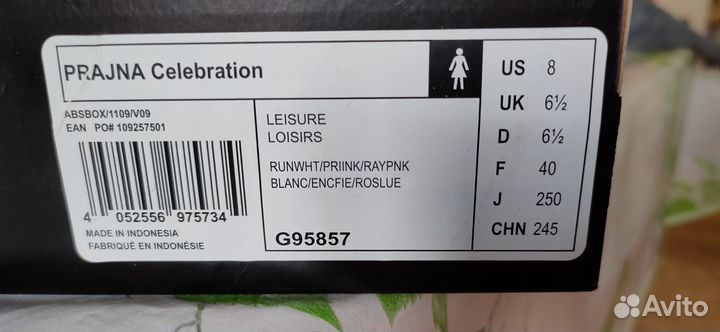 PRAJNA Celebration
ABSBOX/1109/V09
EAN PO# 109257501
4 052556 975734
MADE IN INDONESIA
FABRIQUÉ EN INDONÉSIE
LEISURE
LOISIRS
RUNWHT/PRIINK/RAYPNK
BLANC/ENCFIE/ROSLUE
G95857
US 8
UK 6½
D 6½
F 40
J 250
CHN 245
Avito